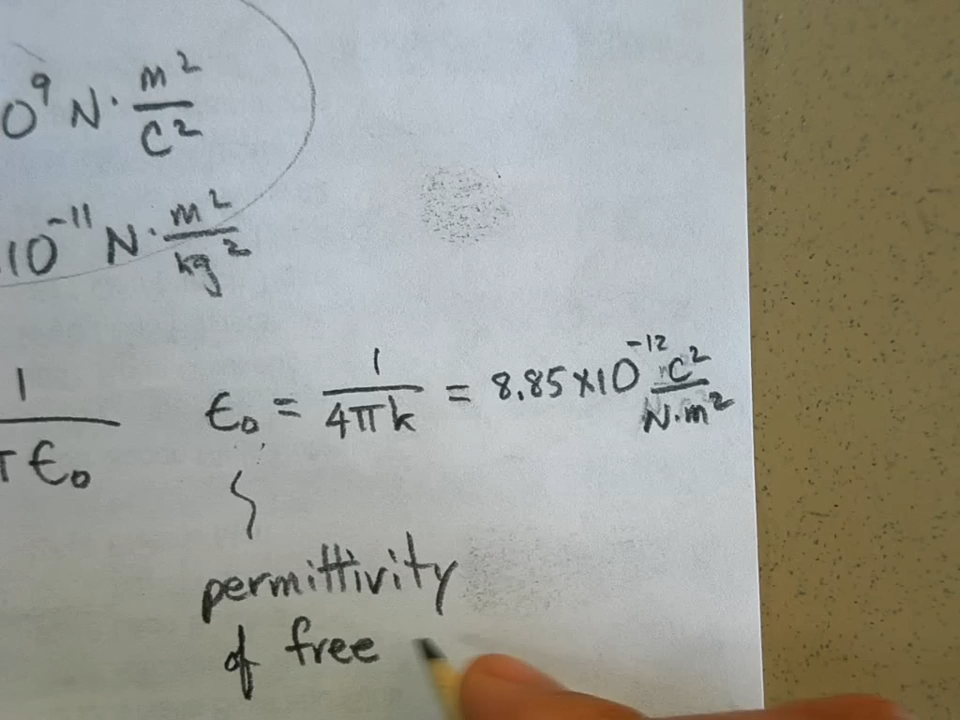 0⁹ N · m²/C²
10⁻¹¹ N · m²/kg²
1/π ϵ₀ ϵ₀ = 1/4πk = 8.85 × 10⁻¹² C²/N·m²
permittivity
of free